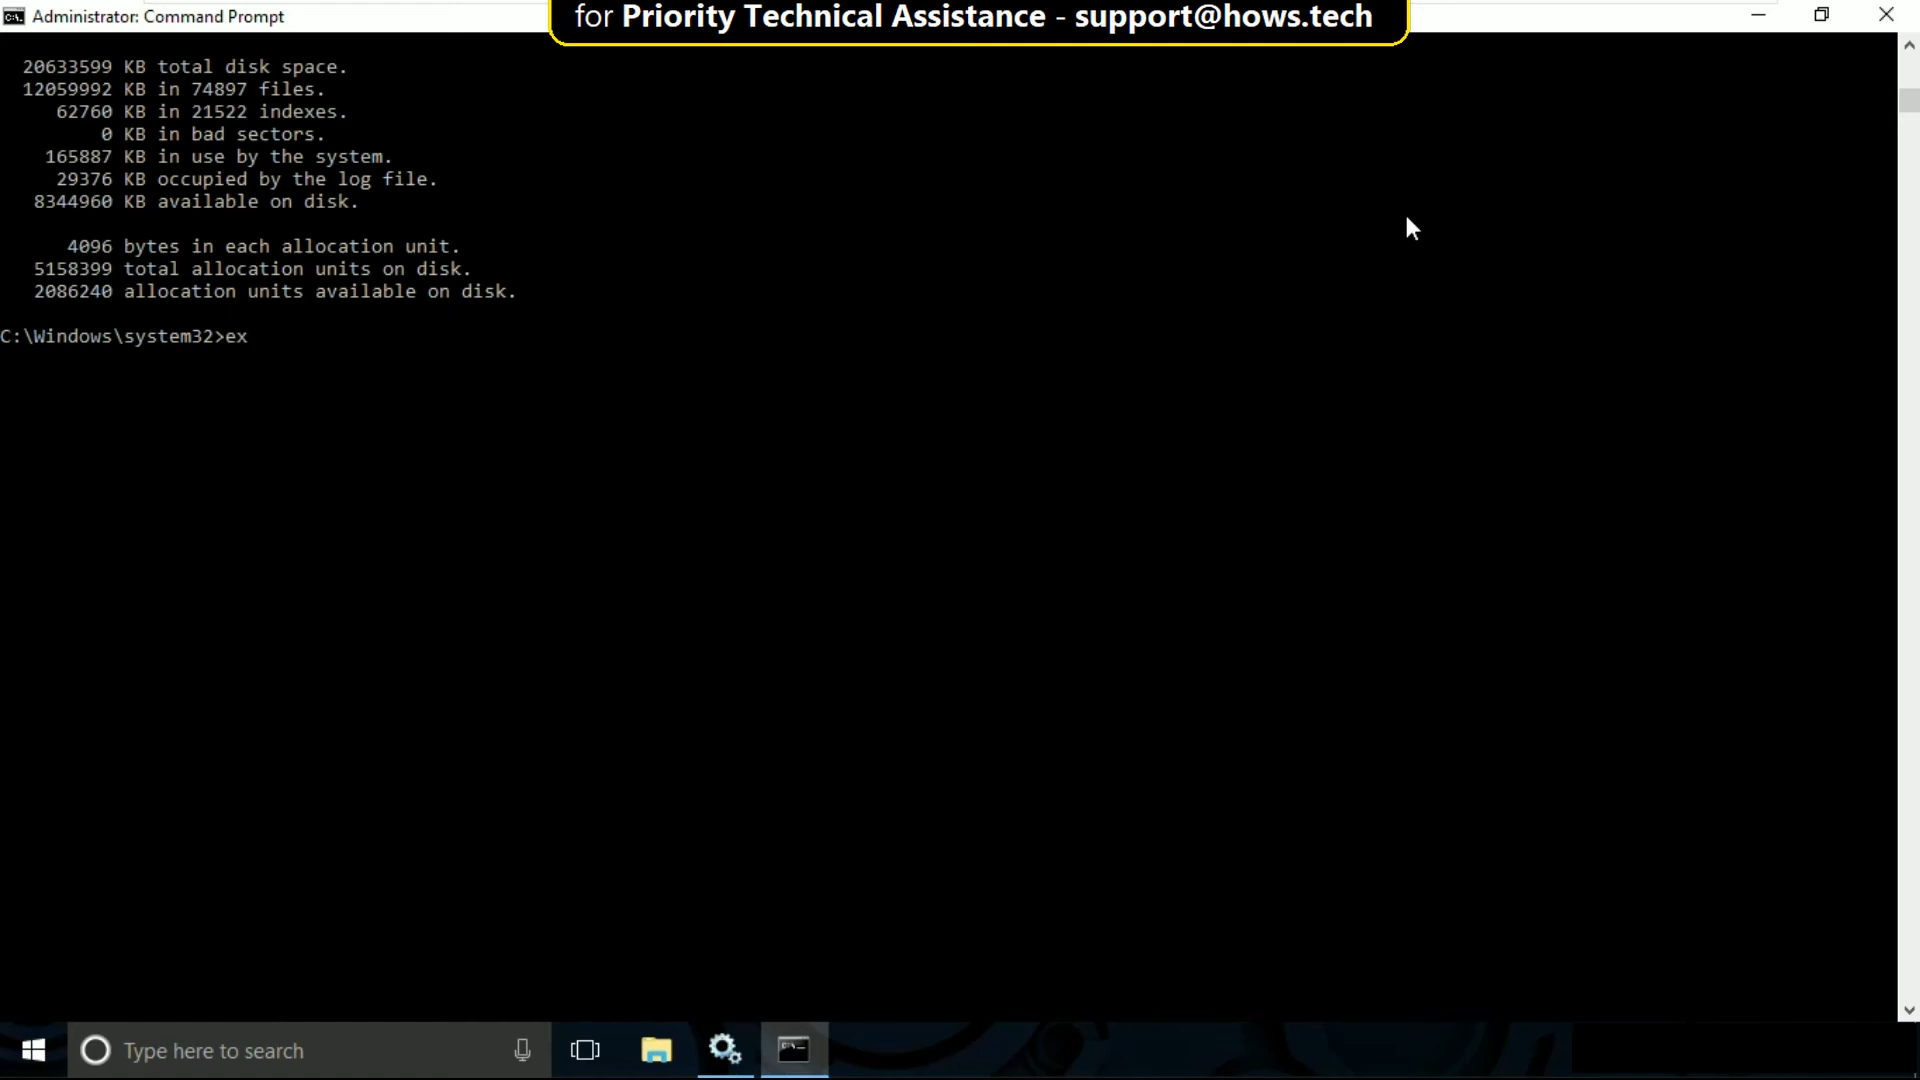 Administrator: Command Prompt
for Priority Technical Assistance - support@hows.tech
20633599 KB total disk space.
12059992 KB in 74897 files.
62760 KB in 21522 indexes.
0 KB in bad sectors.
165887 KB in use by the system.
29376 KB occupied by the log file.
8344960 KB available on disk.
4096 bytes in each allocation unit.
5158399 total allocation units on disk.
2086240 allocation units available on disk.
C:\Windows\system32>ex
Type here to search